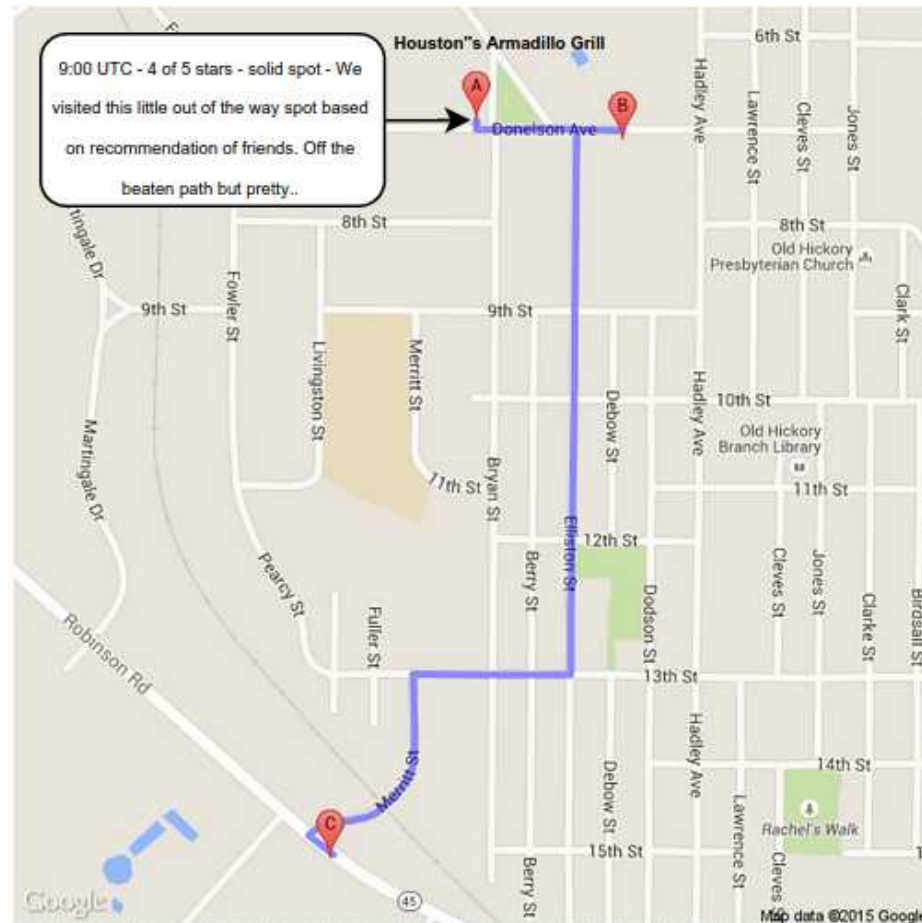 Houston"s Armadillo Grill
9:00 UTC - 4 of 5 stars - solid spot - We
visited this little out of the way spot based
on recommendation of friends. Off the
beaten path but pretty..
A
B
Donelson Ave
6th St
Hadley Ave
Lawrence St
Cleves St
Jones St
8th St
8th St
Old Hickory
Presbyterian Church
tingale Dr
Fowler St
9th St
9th St
Clark St
Livingston St
Merritt St
Debow St
Hadley Ave
10th St
Old Hickory
Branch Library
Martingale Dr
11th St
Bryan St
11th St
Elliston St
12th St
Berry St
Pearcy St
Fuller St
Dodson St
Cleves St
Jones St
Clarke St
Birdsall St
Robinson Rd
13th St
Merritt St
Hadley Ave
14th St
Debow St
Lawrence St
Rachel's Walk
C
15th St
Berry St
Cleves S
45
Google
Map data ©2015 Google